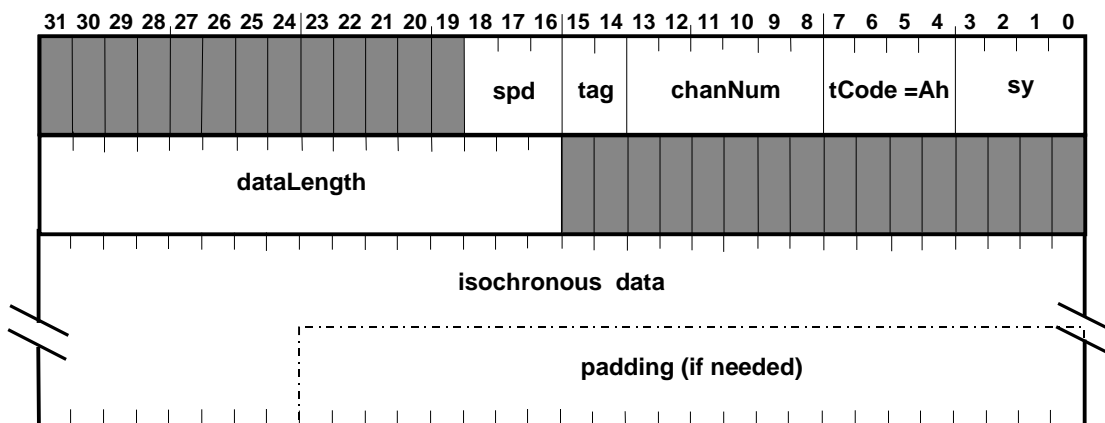 31 30 29 28 27 26 25 24 23 22 21 20 19 18 17 16 15 14 13 12 11 10 9 8 7 6 5 4 3 2 1 0
spd tag chanNum tCode =Ah sy
dataLength
isochronous data
padding (if needed)